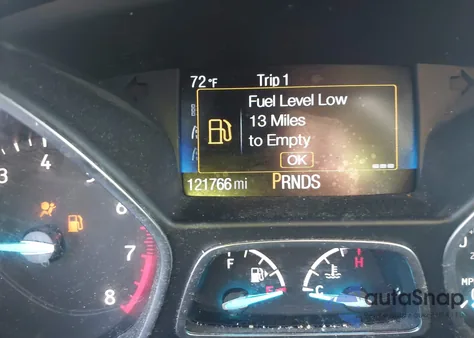 72°F Trip 1
Fuel Level Low
13 Miles
to Empty
OK
121766 mi PRNDS
3
4
6
7
8
F
E
H
C
autoSnap